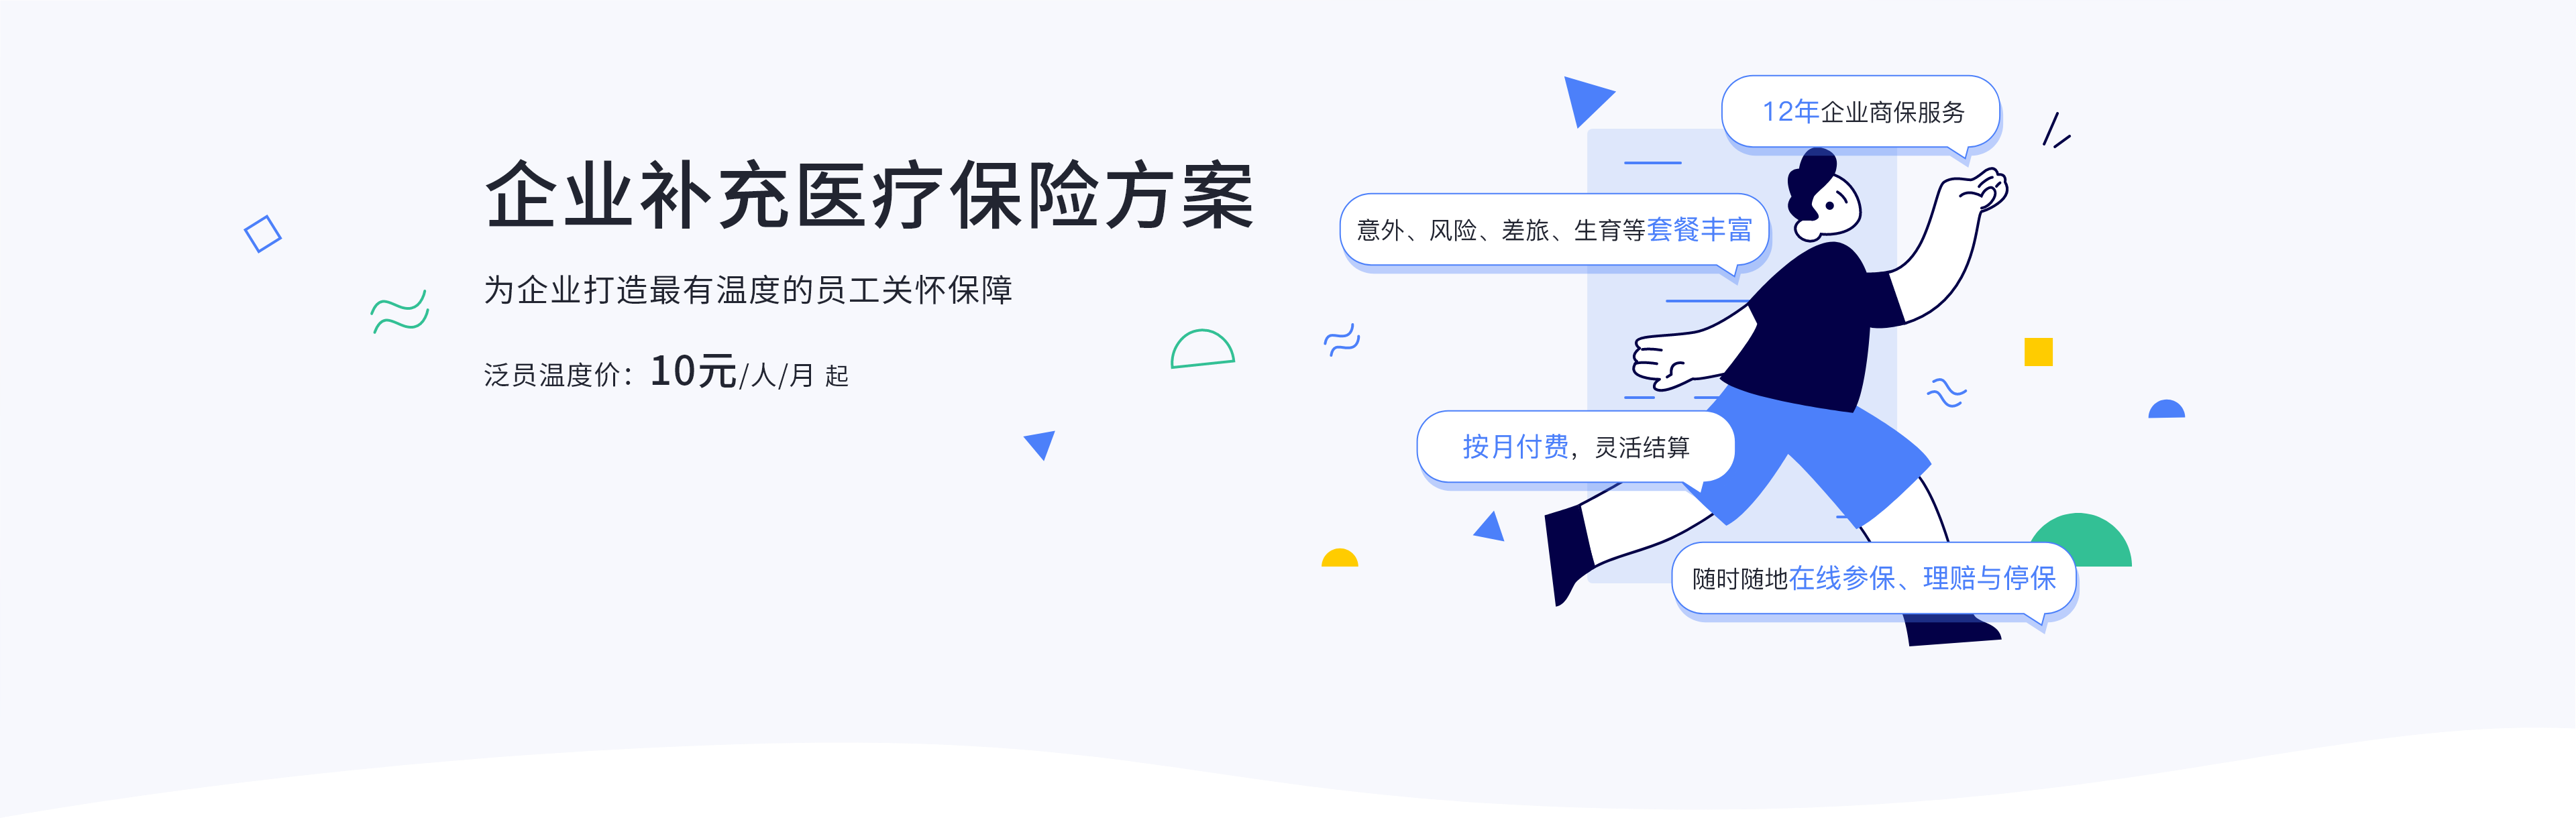 企业补充医疗保险方案
为企业打造最有温度的员工关怀保障
泛员温度价：10元/人/月 起
12年企业商保服务
意外、风险、差旅、生育等套餐丰富
按月付费，灵活结算
随时随地在线参保、理赔与停保